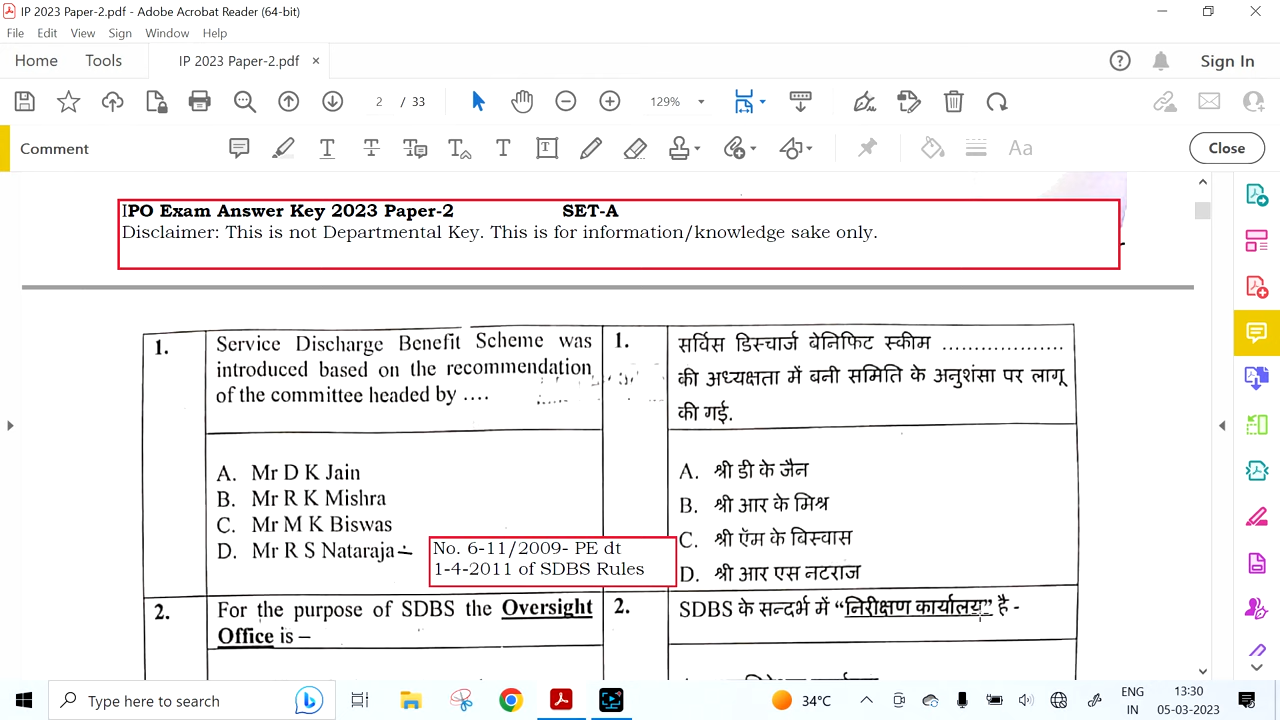 IP 2023 Paper-2.pdf - Adobe Acrobat Reader (64-bit)
File Edit View Sign Window Help
Home Tools IP 2023 Paper-2.pdf × Sign In
2 / 33 129%
Comment Close
IPO Exam Answer Key 2023 Paper-2 SET-A
Disclaimer: This is not Departmental Key. This is for information/knowledge sake only.
1. Service Discharge Benefit Scheme was
introduced based on the recommendation
of the committee headed by ....
A. Mr D K Jain
B. Mr R K Mishra
C. Mr M K Biswas
D. Mr R S Nataraja
No. 6-11/2009- PE dt
1-4-2011 of SDBS Rules
2. For the purpose of SDBS the Oversight
Office is –
1. सर्विस डिस्चार्ज बेनिफिट स्कीम ....................
की अध्यक्षता में बनी समिति के अनुशंसा पर लागू
की गई.
A. श्री डी के जैन
B. श्री आर के मिश्र
C. श्री ऍम के बिस्वास
D. श्री आर एस नटराज
2. SDBS के सन्दर्भ में “निरीक्षण कार्यालय” है -
Type here to search
34°C
ENG
IN
13:30
05-03-2023